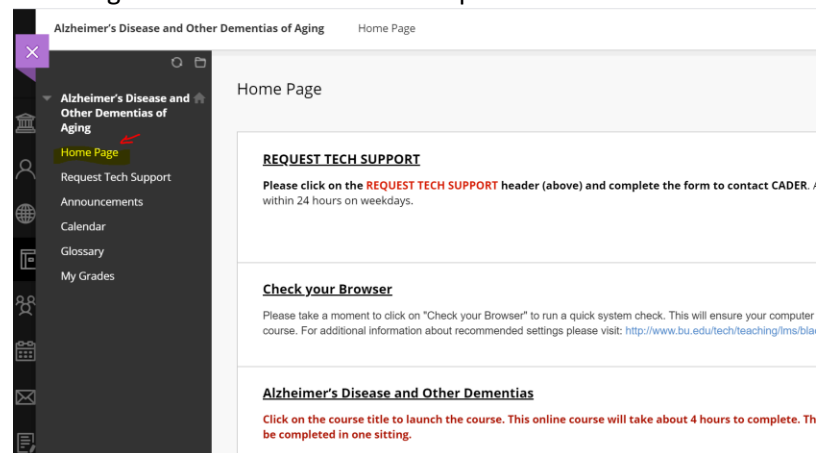 Alzheimer's Disease and Other Dementias of Aging Home Page
Alzheimer's Disease and
Other Dementias of
Aging
Home Page
Request Tech Support
Announcements
Calendar
Glossary
My Grades
Home Page
REQUEST TECH SUPPORT
Please click on the REQUEST TECH SUPPORT header (above) and complete the form to contact CADER.
within 24 hours on weekdays.
Check your Browser
Please take a moment to click on "Check your Browser" to run a quick system check. This will ensure your computer
course. For additional information about recommended settings please visit: http://www.bu.edu/tech/teaching/lms/bla
Alzheimer's Disease and Other Dementias
Click on the course title to launch the course. This online course will take about 4 hours to complete. Th
be completed in one sitting.